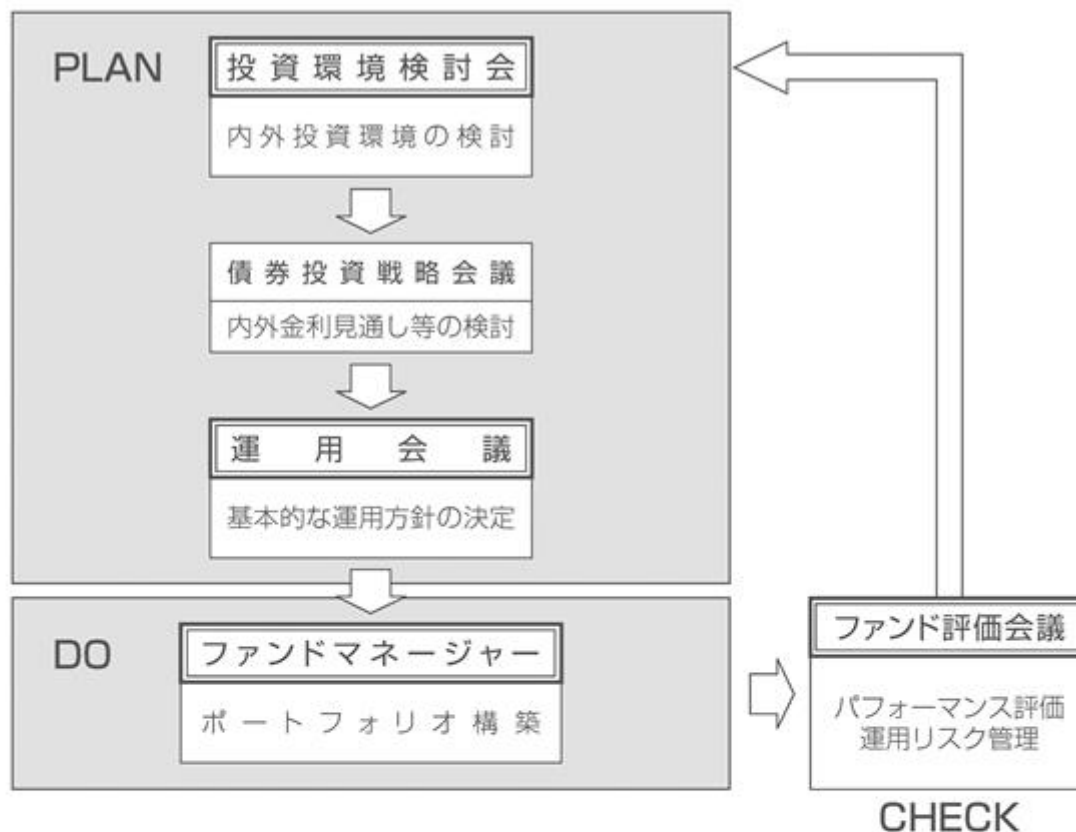 PLAN
投資環境検討会
内外投資環境の検討
債券投資戦略会議
内外金利見通し等の検討
運用会議
基本的な運用方針の決定
DO
ファンドマネージャー
ポートフォリオ構築
ファンド評価会議
パフォーマンス評価
運用リスク管理
CHECK